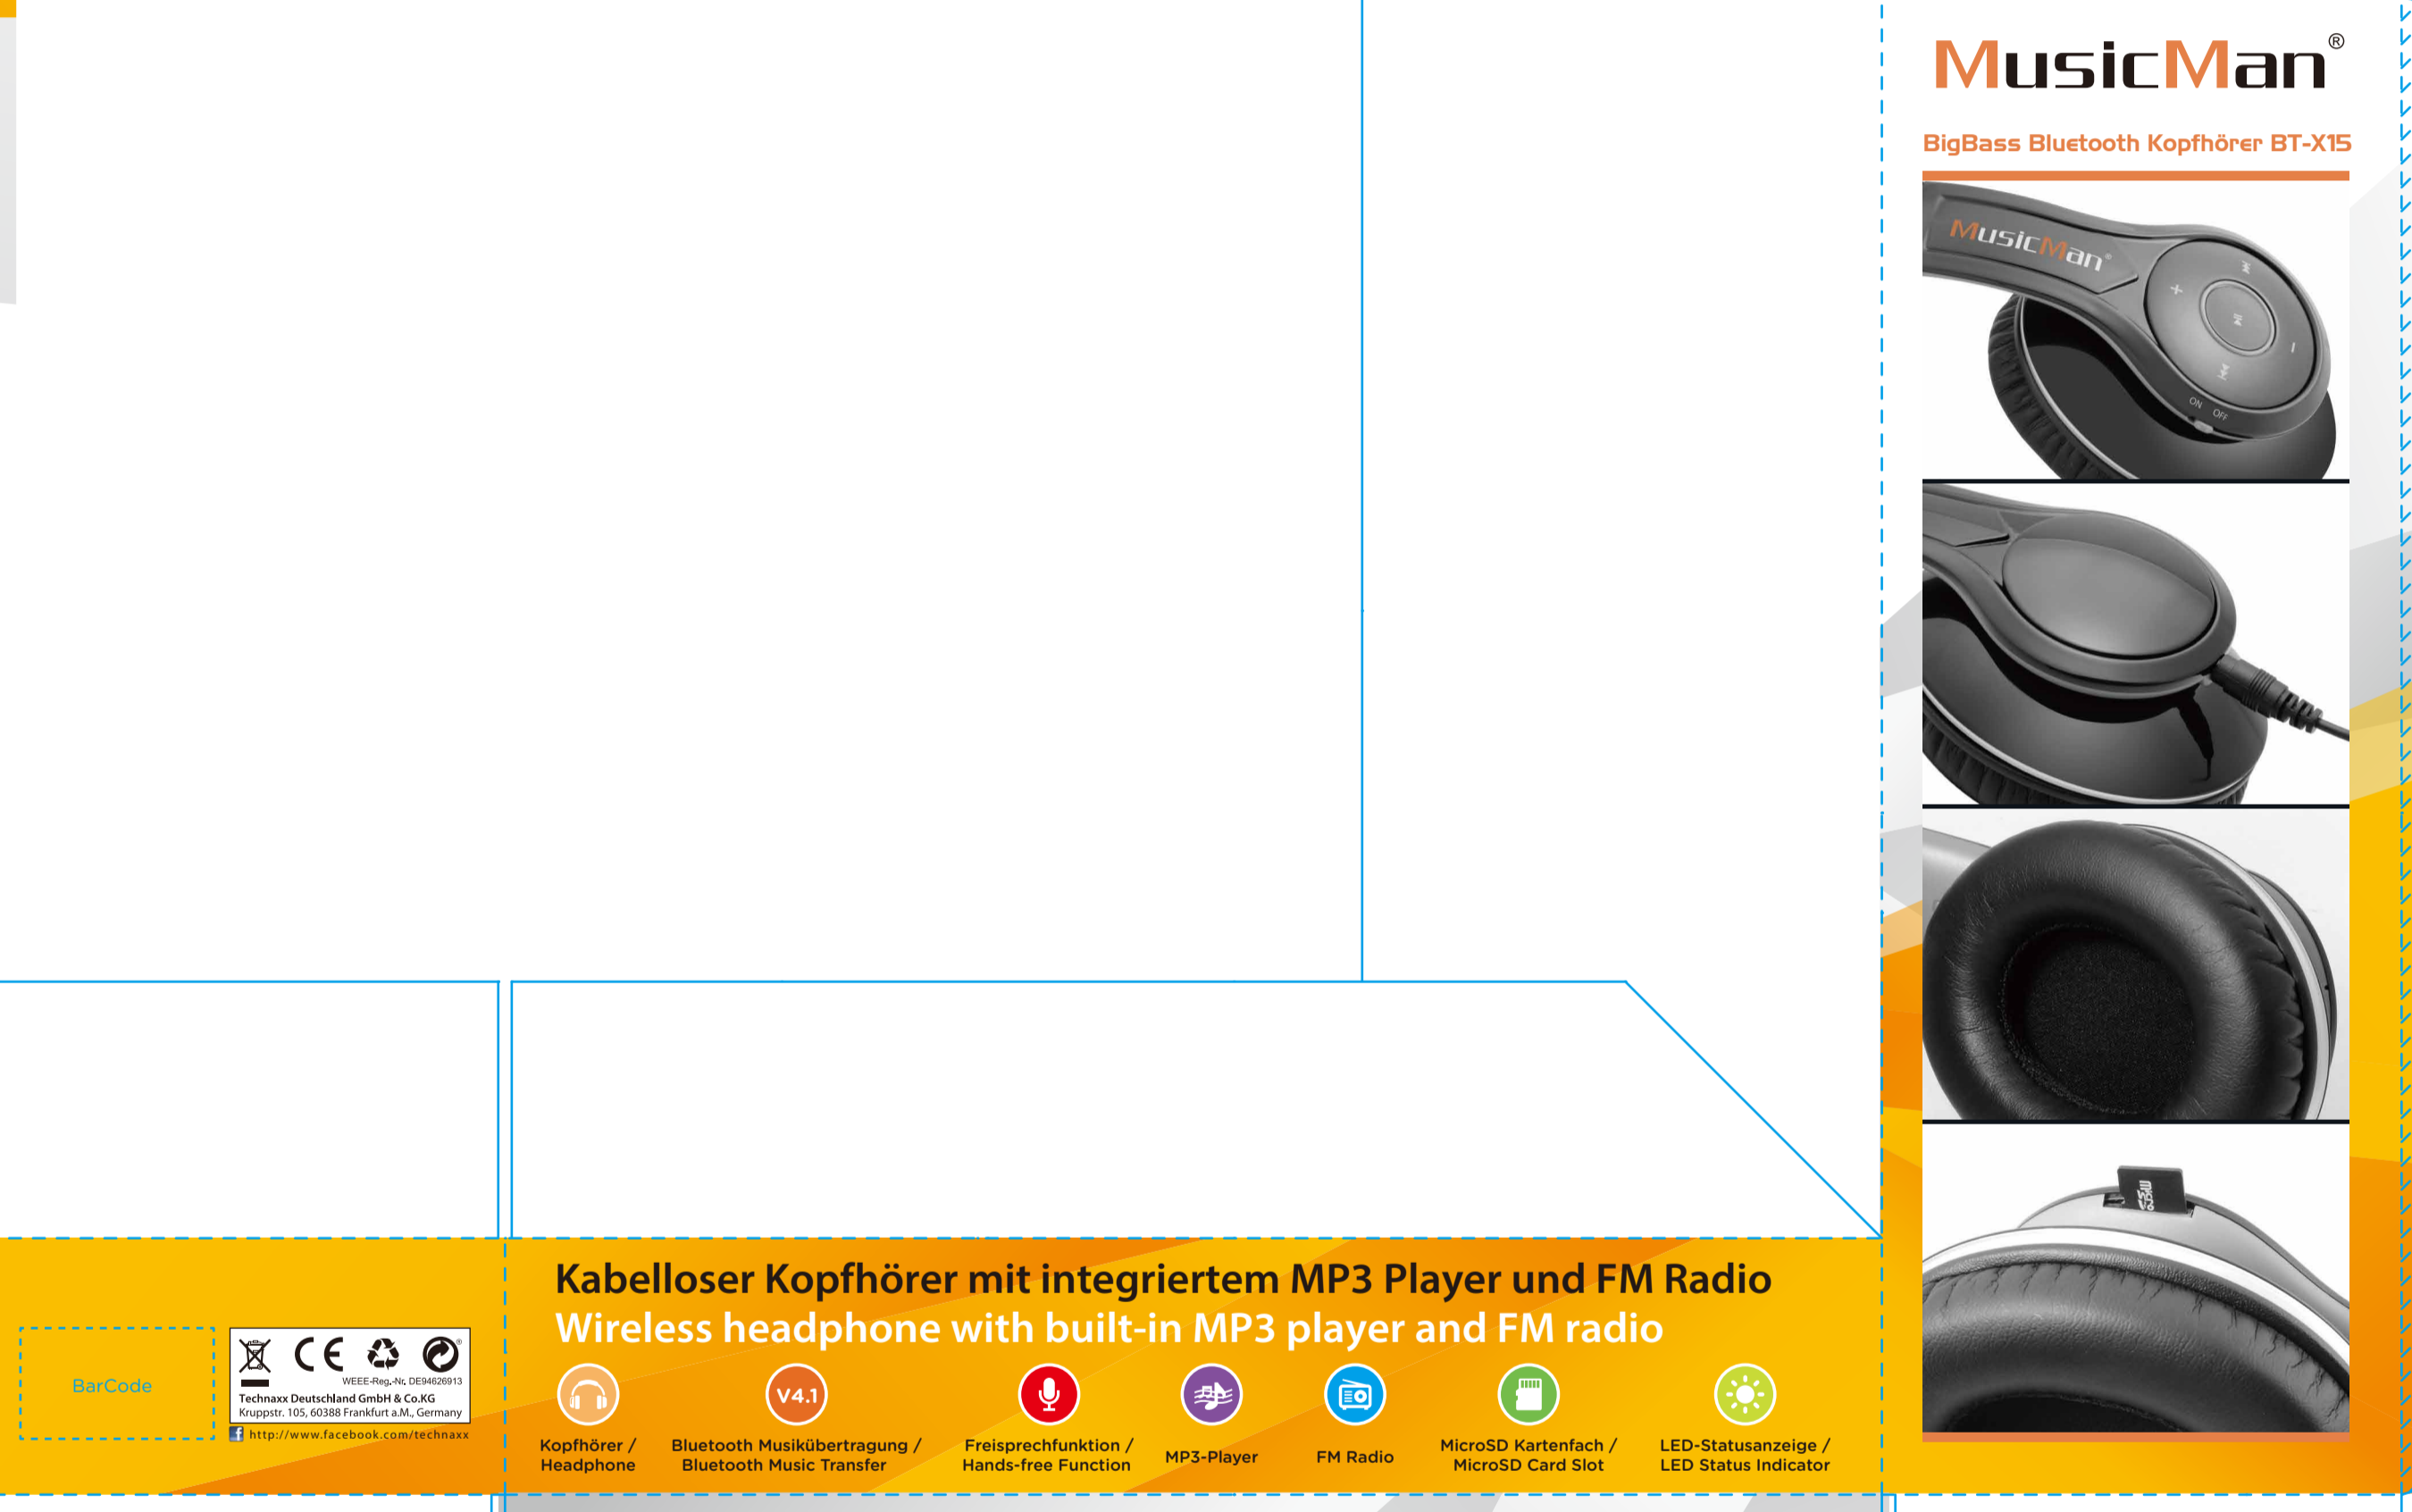 MusicMan®
BigBass Bluetooth Kopfhörer BT-X15
MusicMan®
ON OFF
Micro
Kabelloser Kopfhörer mit integriertem MP3 Player und FM Radio
Wireless headphone with built-in MP3 player and FM radio
V4.1
Kopfhörer /
Headphone
Bluetooth Musikübertragung /
Bluetooth Music Transfer
Freisprechfunktion /
Hands-free Function
MP3-Player
FM Radio
MicroSD Kartenfach /
MicroSD Card Slot
LED-Statusanzeige /
LED Status Indicator
BarCode
CE
WEEE-Reg.-Nr. DE94626913
Technaxx Deutschland GmbH & Co.KG
Kruppstr. 105, 60388 Frankfurt a.M., Germany
f http://www.facebook.com/technaxx